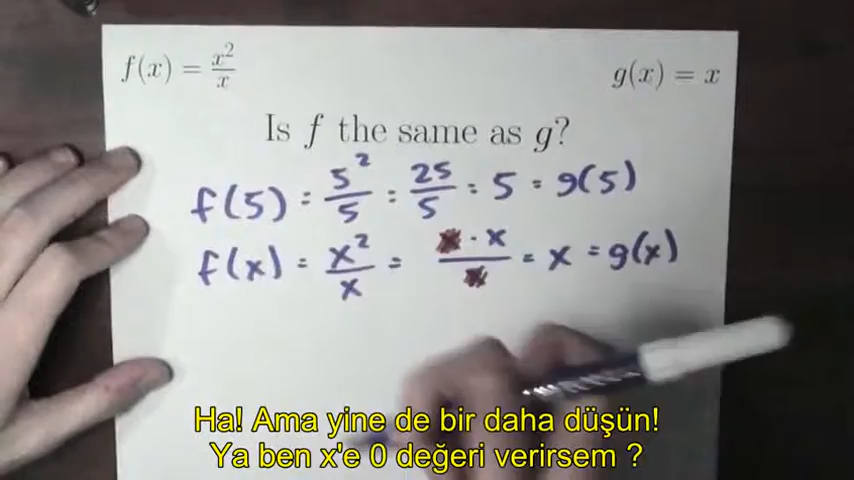 f(x) = x²/x g(x) = x
Is f the same as g?
f(5) = 5²/5 = 25/5 = 5 = g(5)
f(x) = x²/x = x · x/x = x = g(x)
Ha! Ama yine de bir daha düşün!
Ya ben x'e 0 değeri verirsem ?